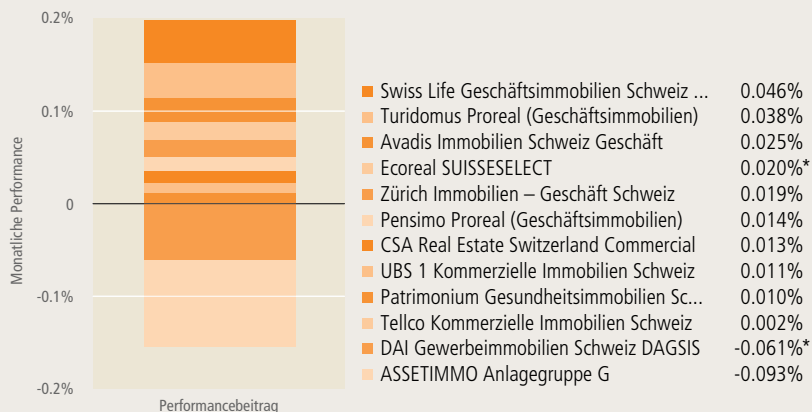 0.2%
0.1%
0
-0.1%
-0.2%
Monatliche Performance
Performancebeitrag
Swiss Life Geschäftsimmobilien Schweiz ... 0.046%
Turidomus Proreal (Geschäftsimmobilien) 0.038%
Avadis Immobilien Schweiz Geschäft 0.025%
Ecoreal SUISSESELECT 0.020%*
Zürich Immobilien – Geschäft Schweiz 0.019%
Pensimo Proreal (Geschäftsimmobilien) 0.014%
CSA Real Estate Switzerland Commercial 0.013%
UBS 1 Kommerzielle Immobilien Schweiz 0.011%
Patrimonium Gesundheitsimmobilien Sc... 0.010%
Tellco Kommerzielle Immobilien Schweiz 0.002%
DAI Gewerbeimmobilien Schweiz DAGSIS -0.061%*
ASSETIMMO Anlagegruppe G -0.093%